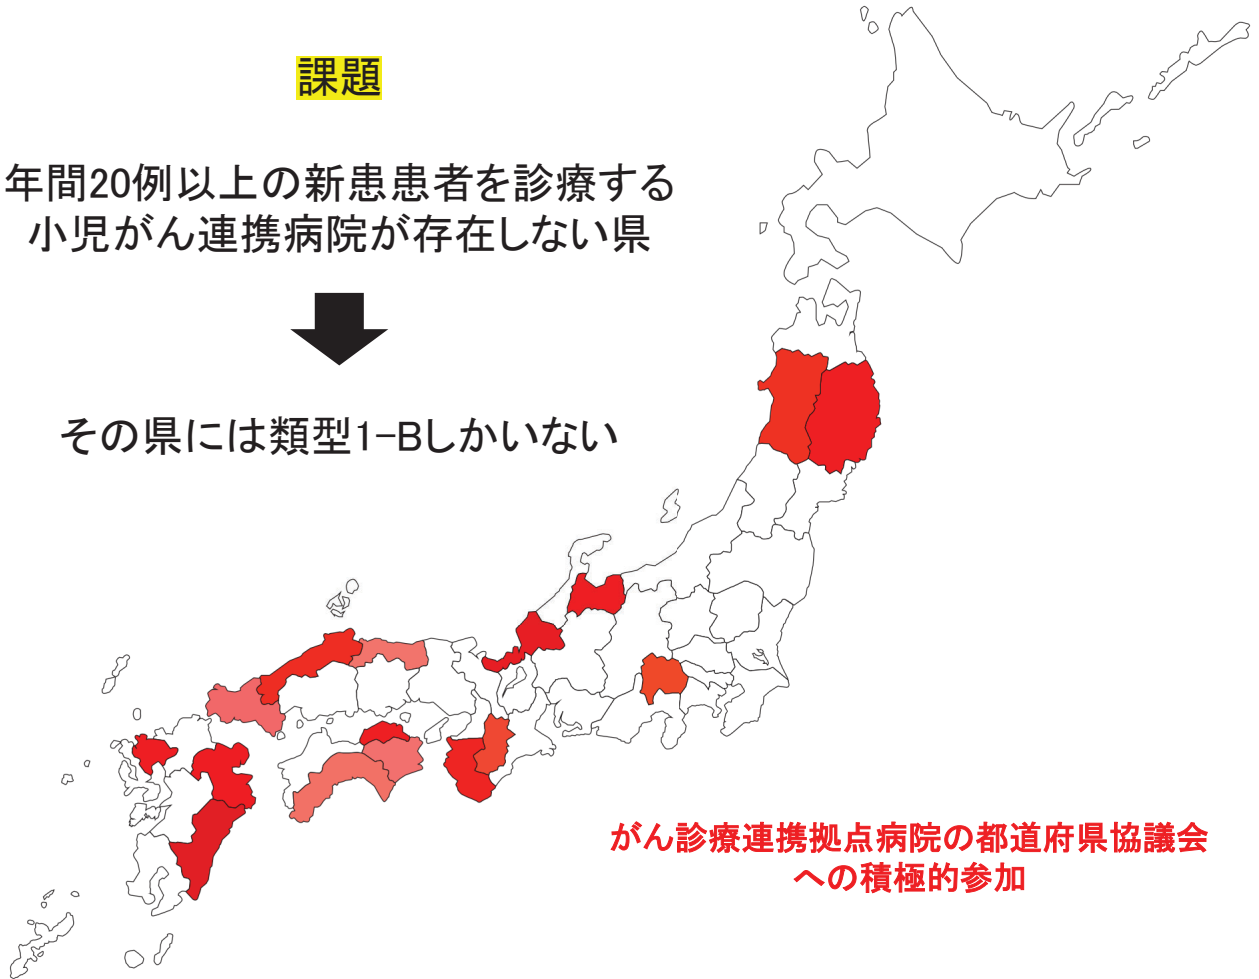 課題
年間20例以上の新患患者を診療する
小児がん連携病院が存在しない県
その県には類型1-Bしかいない
がん診療連携拠点病院の都道府県協議会
への積極的参加